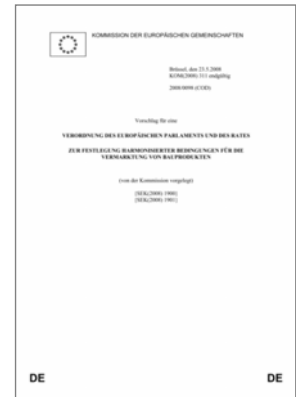 KOMMISSION DER EUROPÄISCHEN GEMEINSCHAFTEN
Brüssel, den 23.5.2008
KOM(2008) 311 endgültig
2008/0098 (COD)
Vorschlag für eine
VERORDNUNG DES EUROPÄISCHEN PARLAMENTS UND DES RATES
ZUR FESTLEGUNG HARMONISIERTER BEDINGUNGEN FÜR DIE
VERMARKTUNG VON BAUPRODUKTEN
(von der Kommission vorgelegt)
{SEK(2008) 1900}
{SEK(2008) 1901}
DE
DE